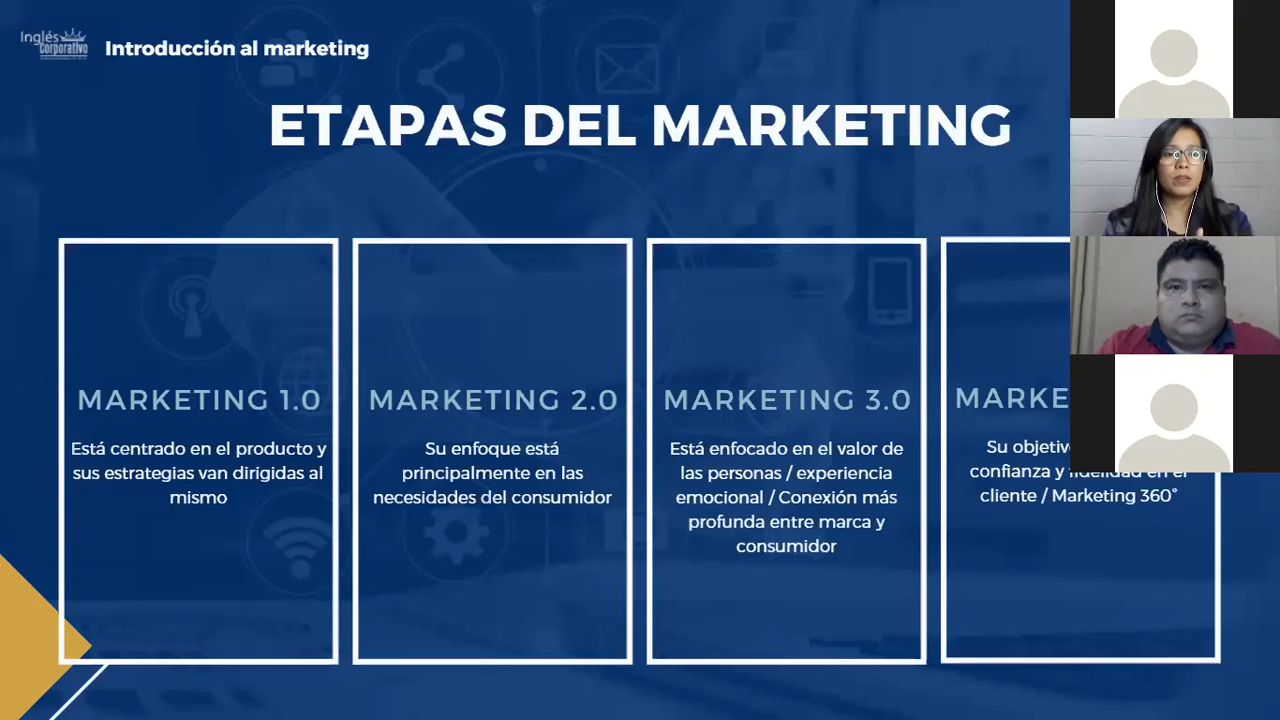 Inglés
Corporativo
Introducción al marketing
ETAPAS DEL MARKETING
MARKETING 1.0
Está centrado en el producto y
sus estrategias van dirigidas al
mismo
MARKETING 2.0
Su enfoque está
principalmente en las
necesidades del consumidor
MARKETING 3.0
Está enfocado en el valor de
las personas / experiencia
emocional / Conexión más
profunda entre marca y
consumidor
MARKE
Su objetiv
confianza y fidelidad en el
cliente / Marketing 360°